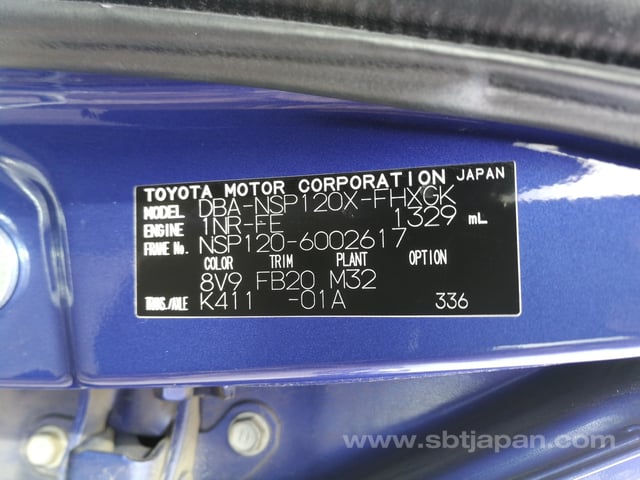 TOYOTA MOTOR CORPORATION JAPAN
MODEL DBA-NSP120X-FHXGK
ENGINE 1NR-FE 1329 mL
FRAME No. NSP120-6002617
COLOR TRIM PLANT OPTION
8V9 FB20 M32
TRNS./AXLE K411 -01A 336
www.sbtjapan.com